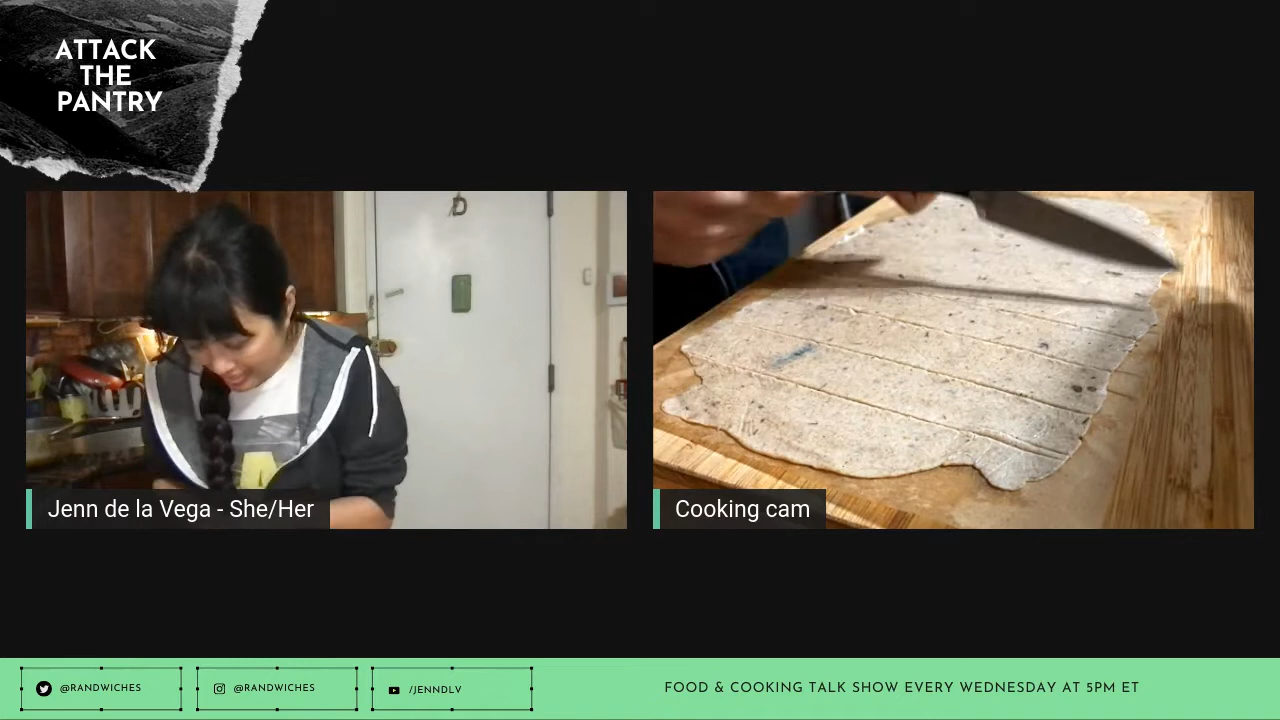 ATTACK
THE
PANTRY
D
Jenn de la Vega - She/Her
Cooking cam
@RANDWICHES
@RANDWICHES
/JENNDLV
FOOD & COOKING TALK SHOW EVERY WEDNESDAY AT 5PM ET